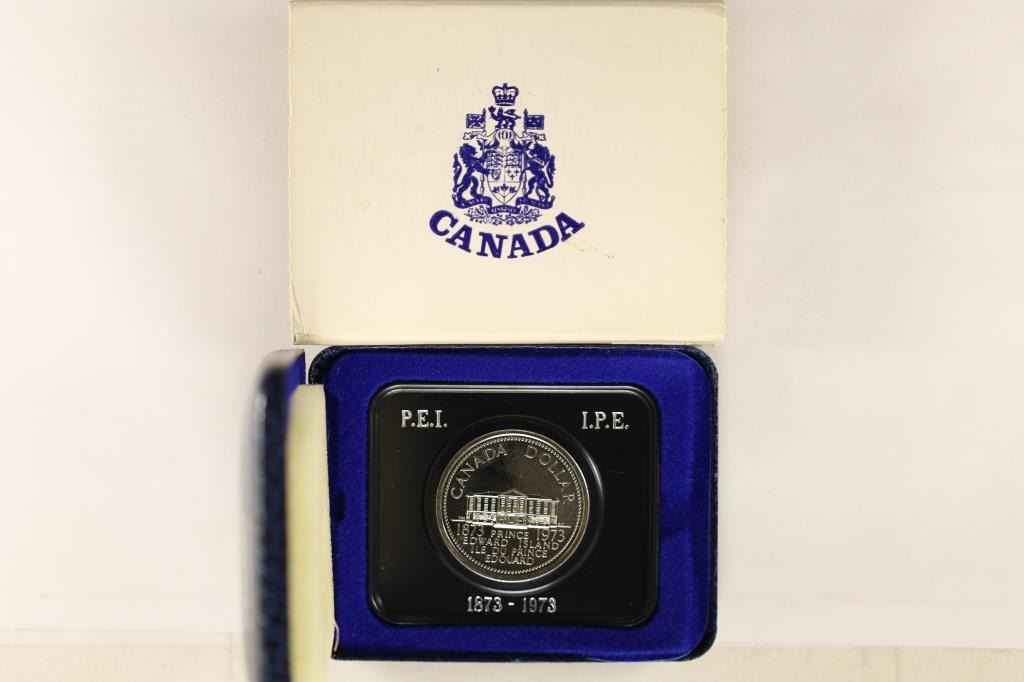 CANADA
P.E.I. I.P.E.
CANADA DOLLAR
1873 PRINCE 1973
EDWARD ISLAND
ILE DU PRINCE
EDOUARD
1873 - 1973